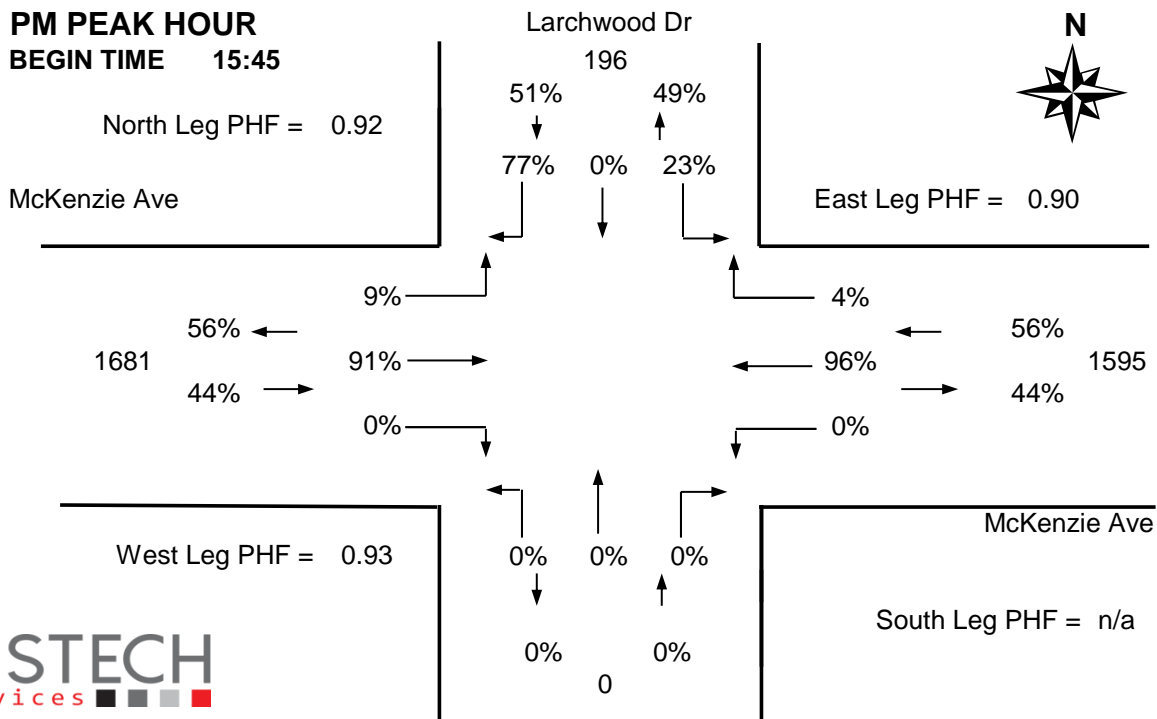 PM PEAK HOUR
BEGIN TIME 15:45
Larchwood Dr
196
N
51% 49%
North Leg PHF = 0.92
77% 0% 23%
McKenzie Ave
East Leg PHF = 0.90
9% 4%
56% 56%
1681 91% 96% 1595
44% 44%
0% 0%
McKenzie Ave
West Leg PHF = 0.93
0% 0% 0%
South Leg PHF = n/a
0% 0%
0
STECH
vices